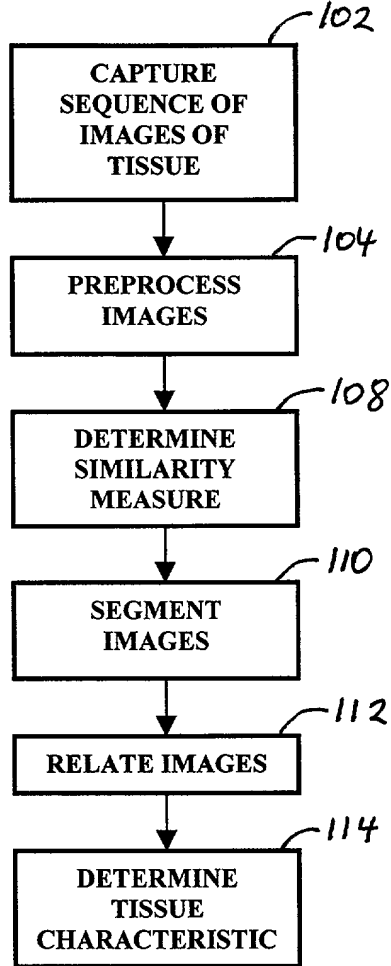 102
CAPTURE
SEQUENCE OF
IMAGES OF
TISSUE
104
PREPROCESS
IMAGES
108
DETERMINE
SIMILARITY
MEASURE
110
SEGMENT
IMAGES
112
RELATE IMAGES
114
DETERMINE
TISSUE
CHARACTERISTIC